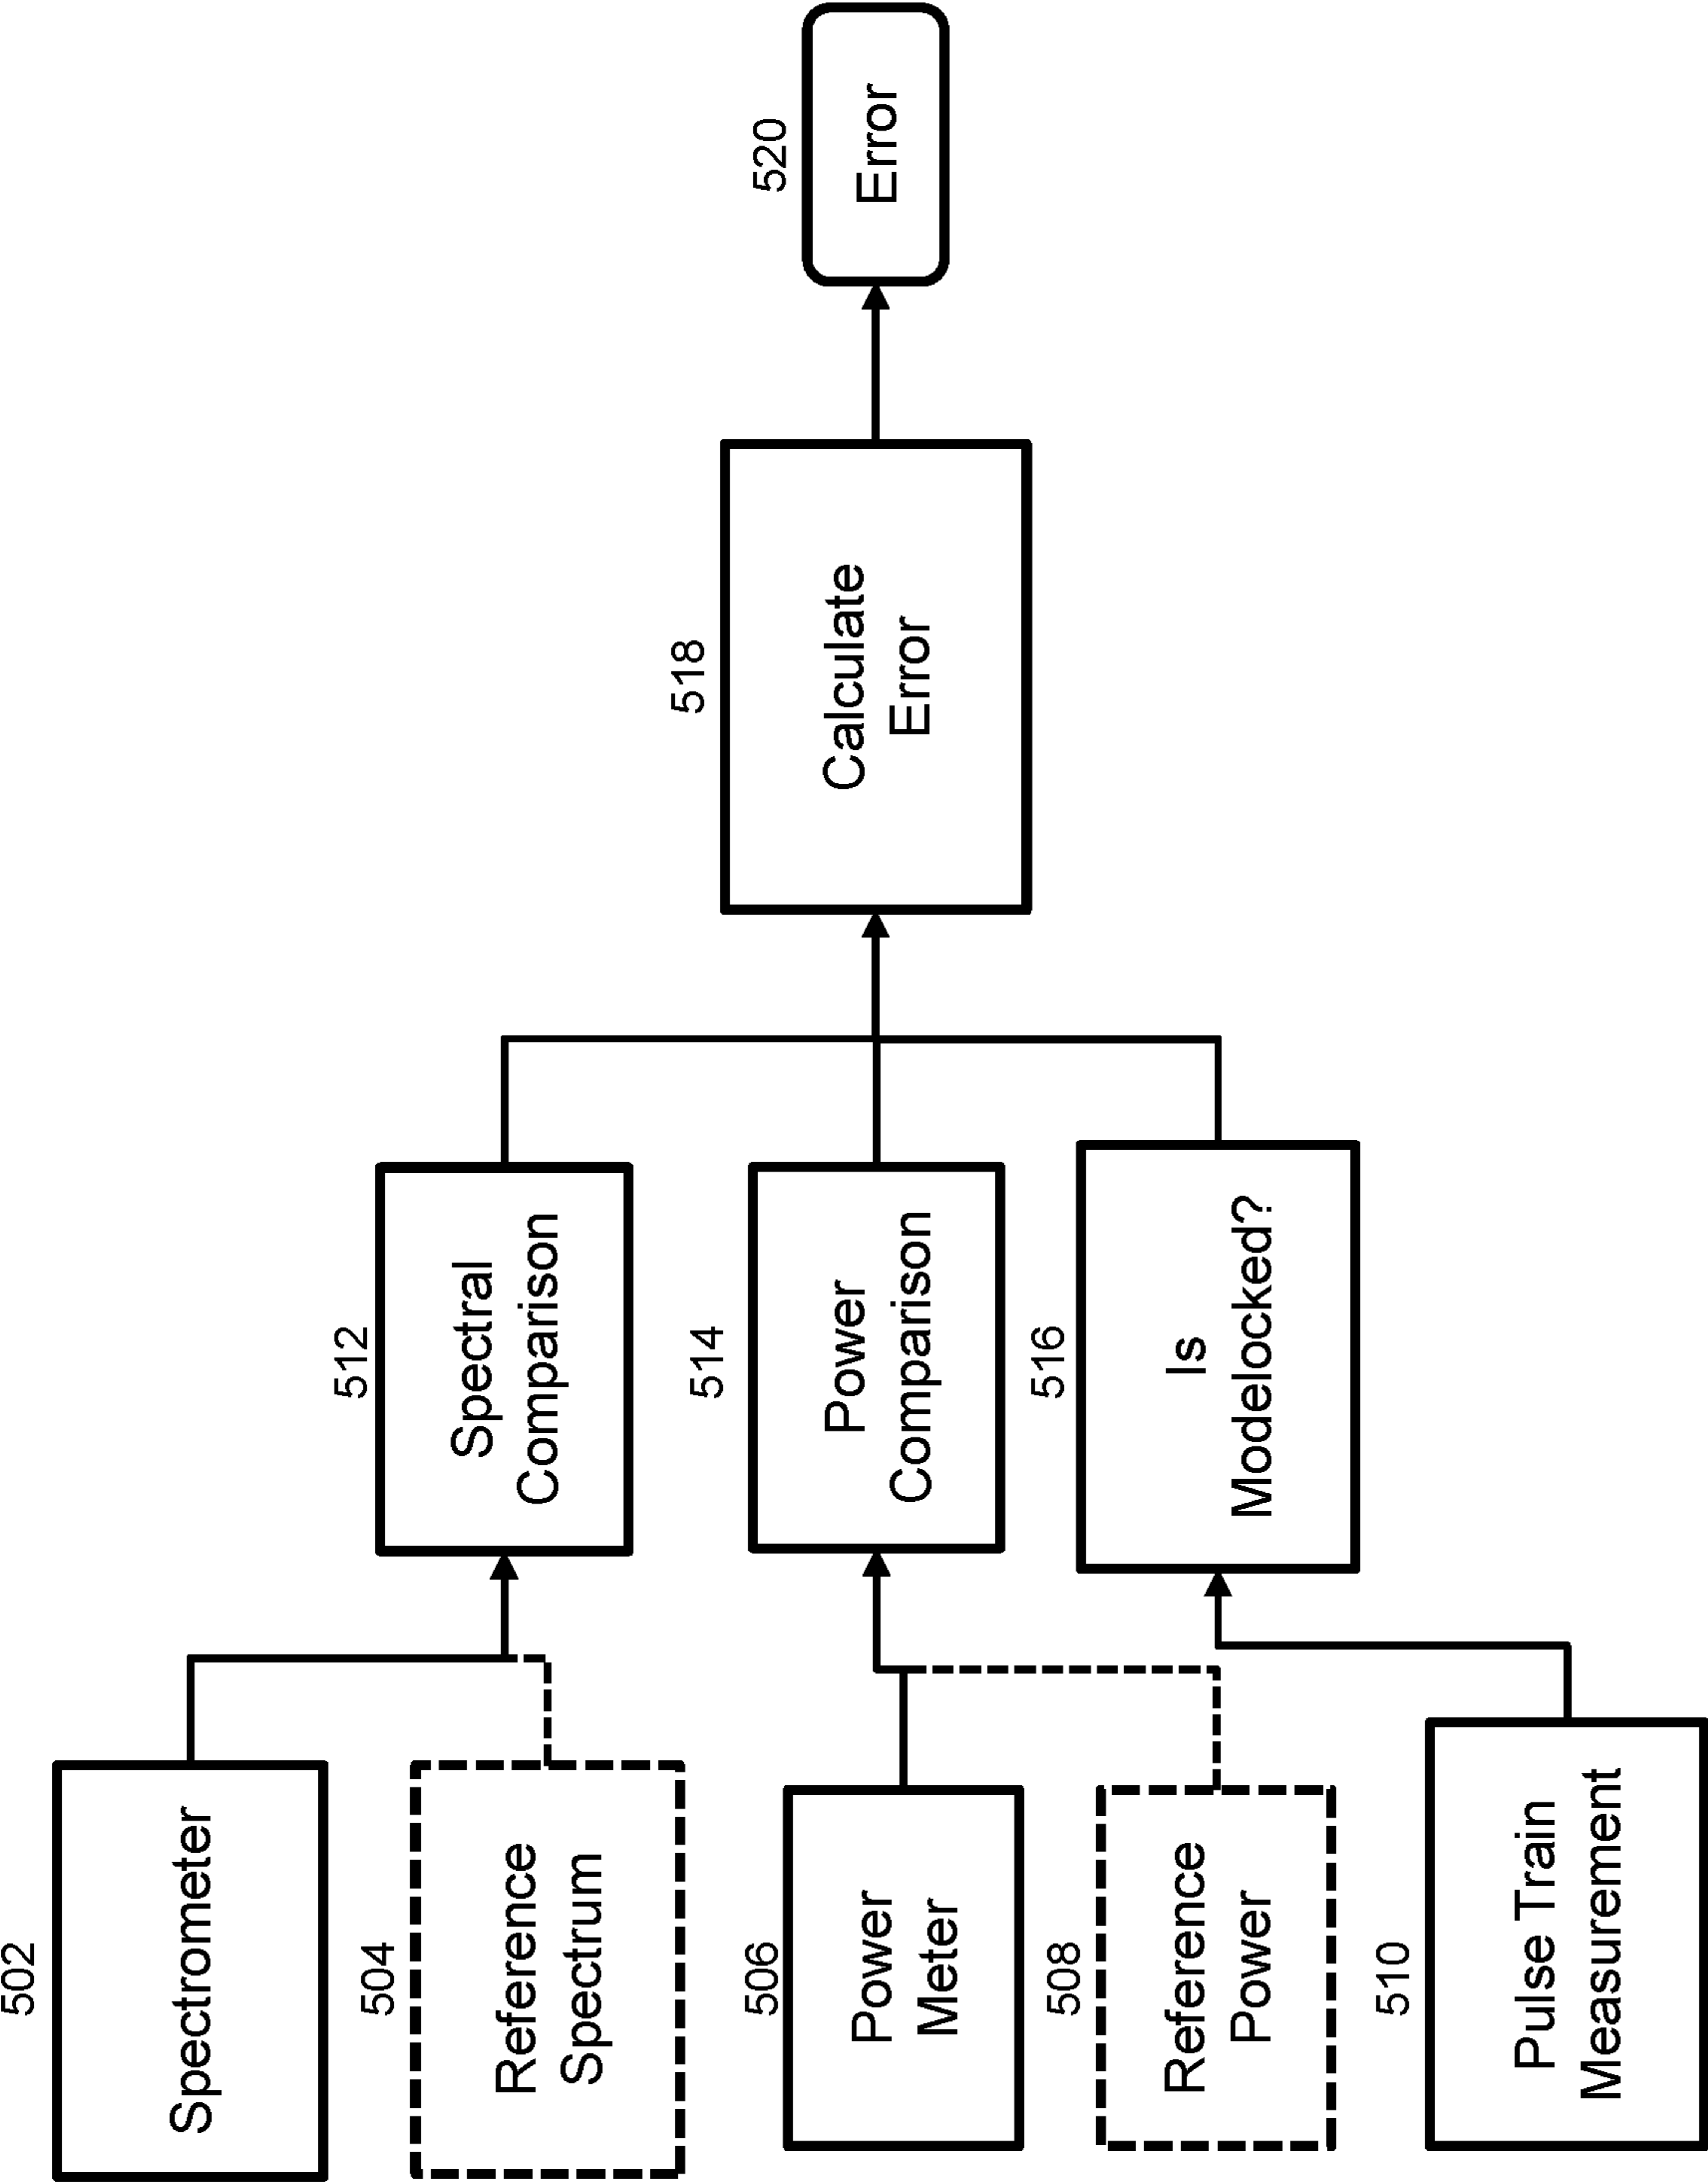 502
Spectrometer
504
Reference
Spectrum
506
Power
Meter
508
Reference
Power
510
Pulse Train
Measurement
512
Spectral
Comparison
514
Power
Comparison
516
Is
Modelocked?
518
Calculate
Error
520
Error